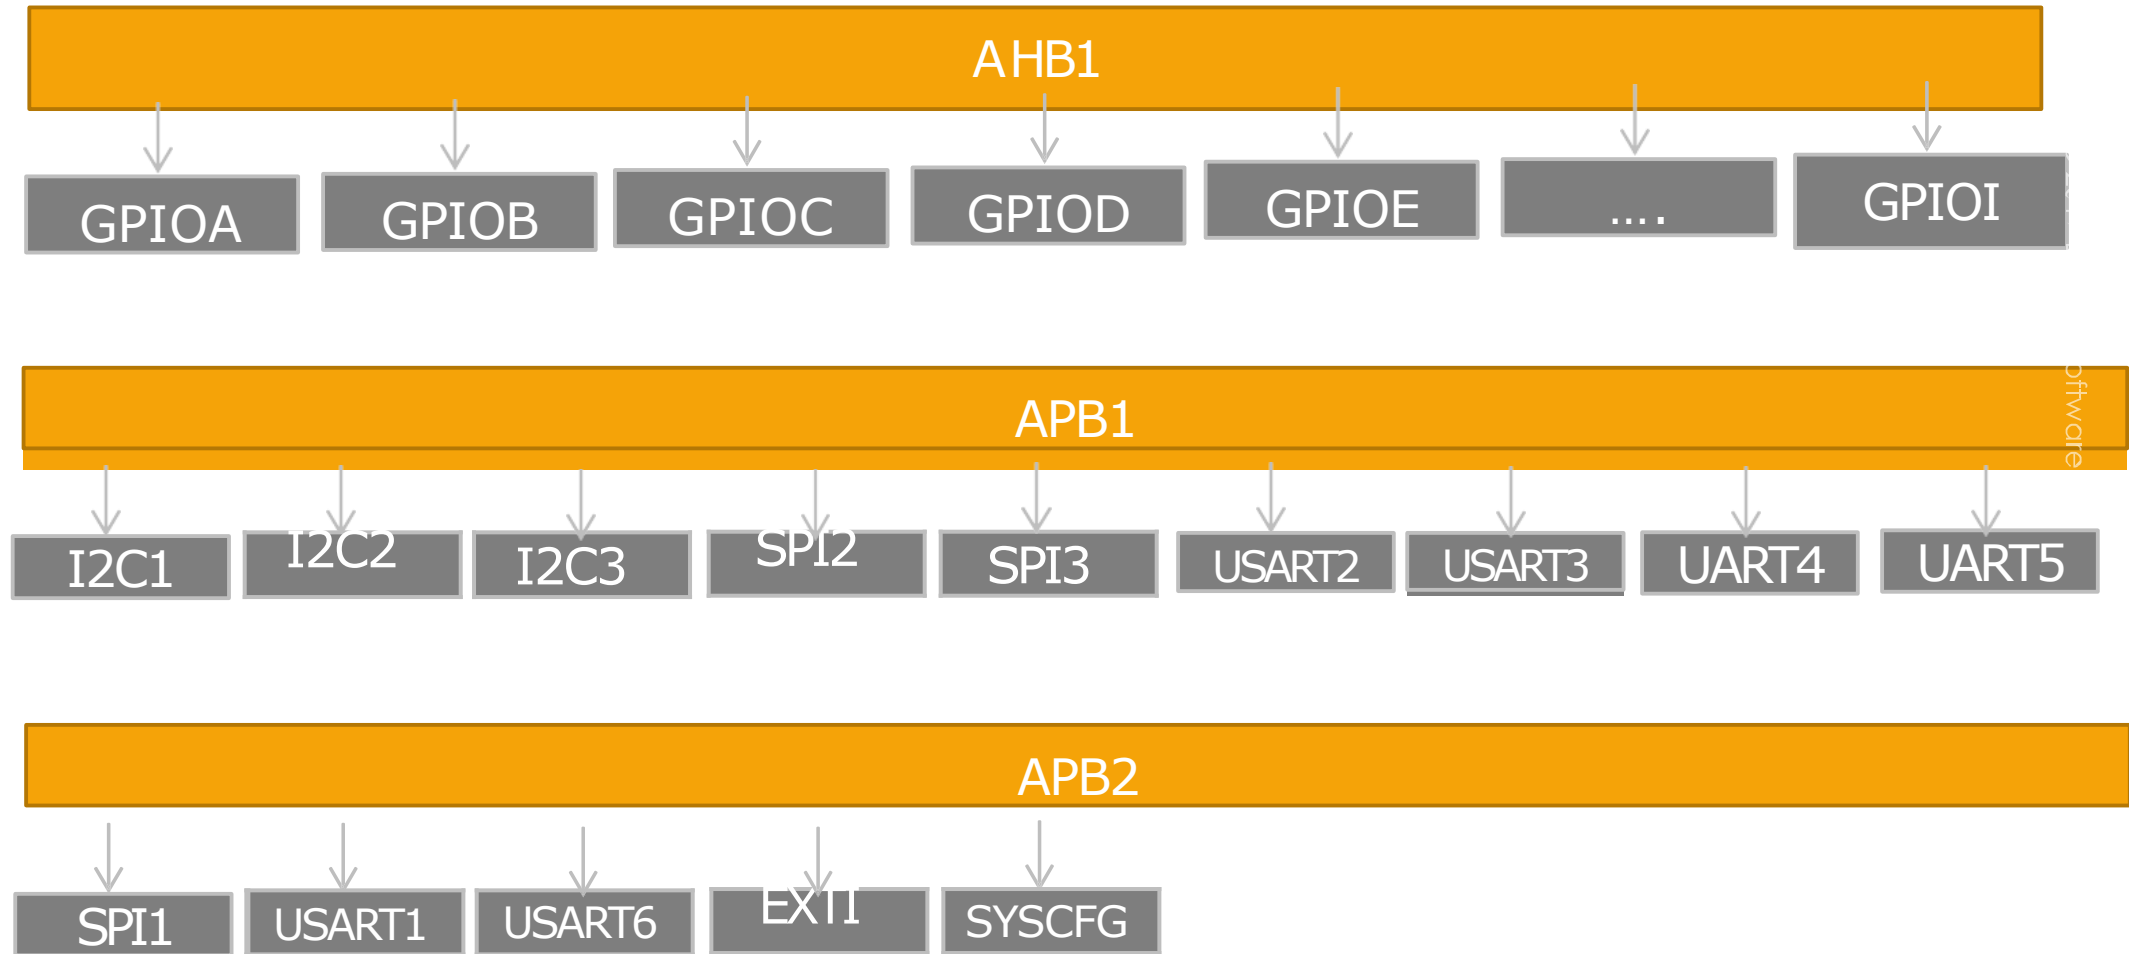 AHB1
GPIOA
GPIOB
GPIOC
GPIOD
GPIOE
....
GPIOI
APB1
oftware
I2C1
I2C2
I2C3
SPI2
SPI3
USART2
USART3
UART4
UART5
APB2
SPI1
USART1
USART6
EXTI
SYSCFG